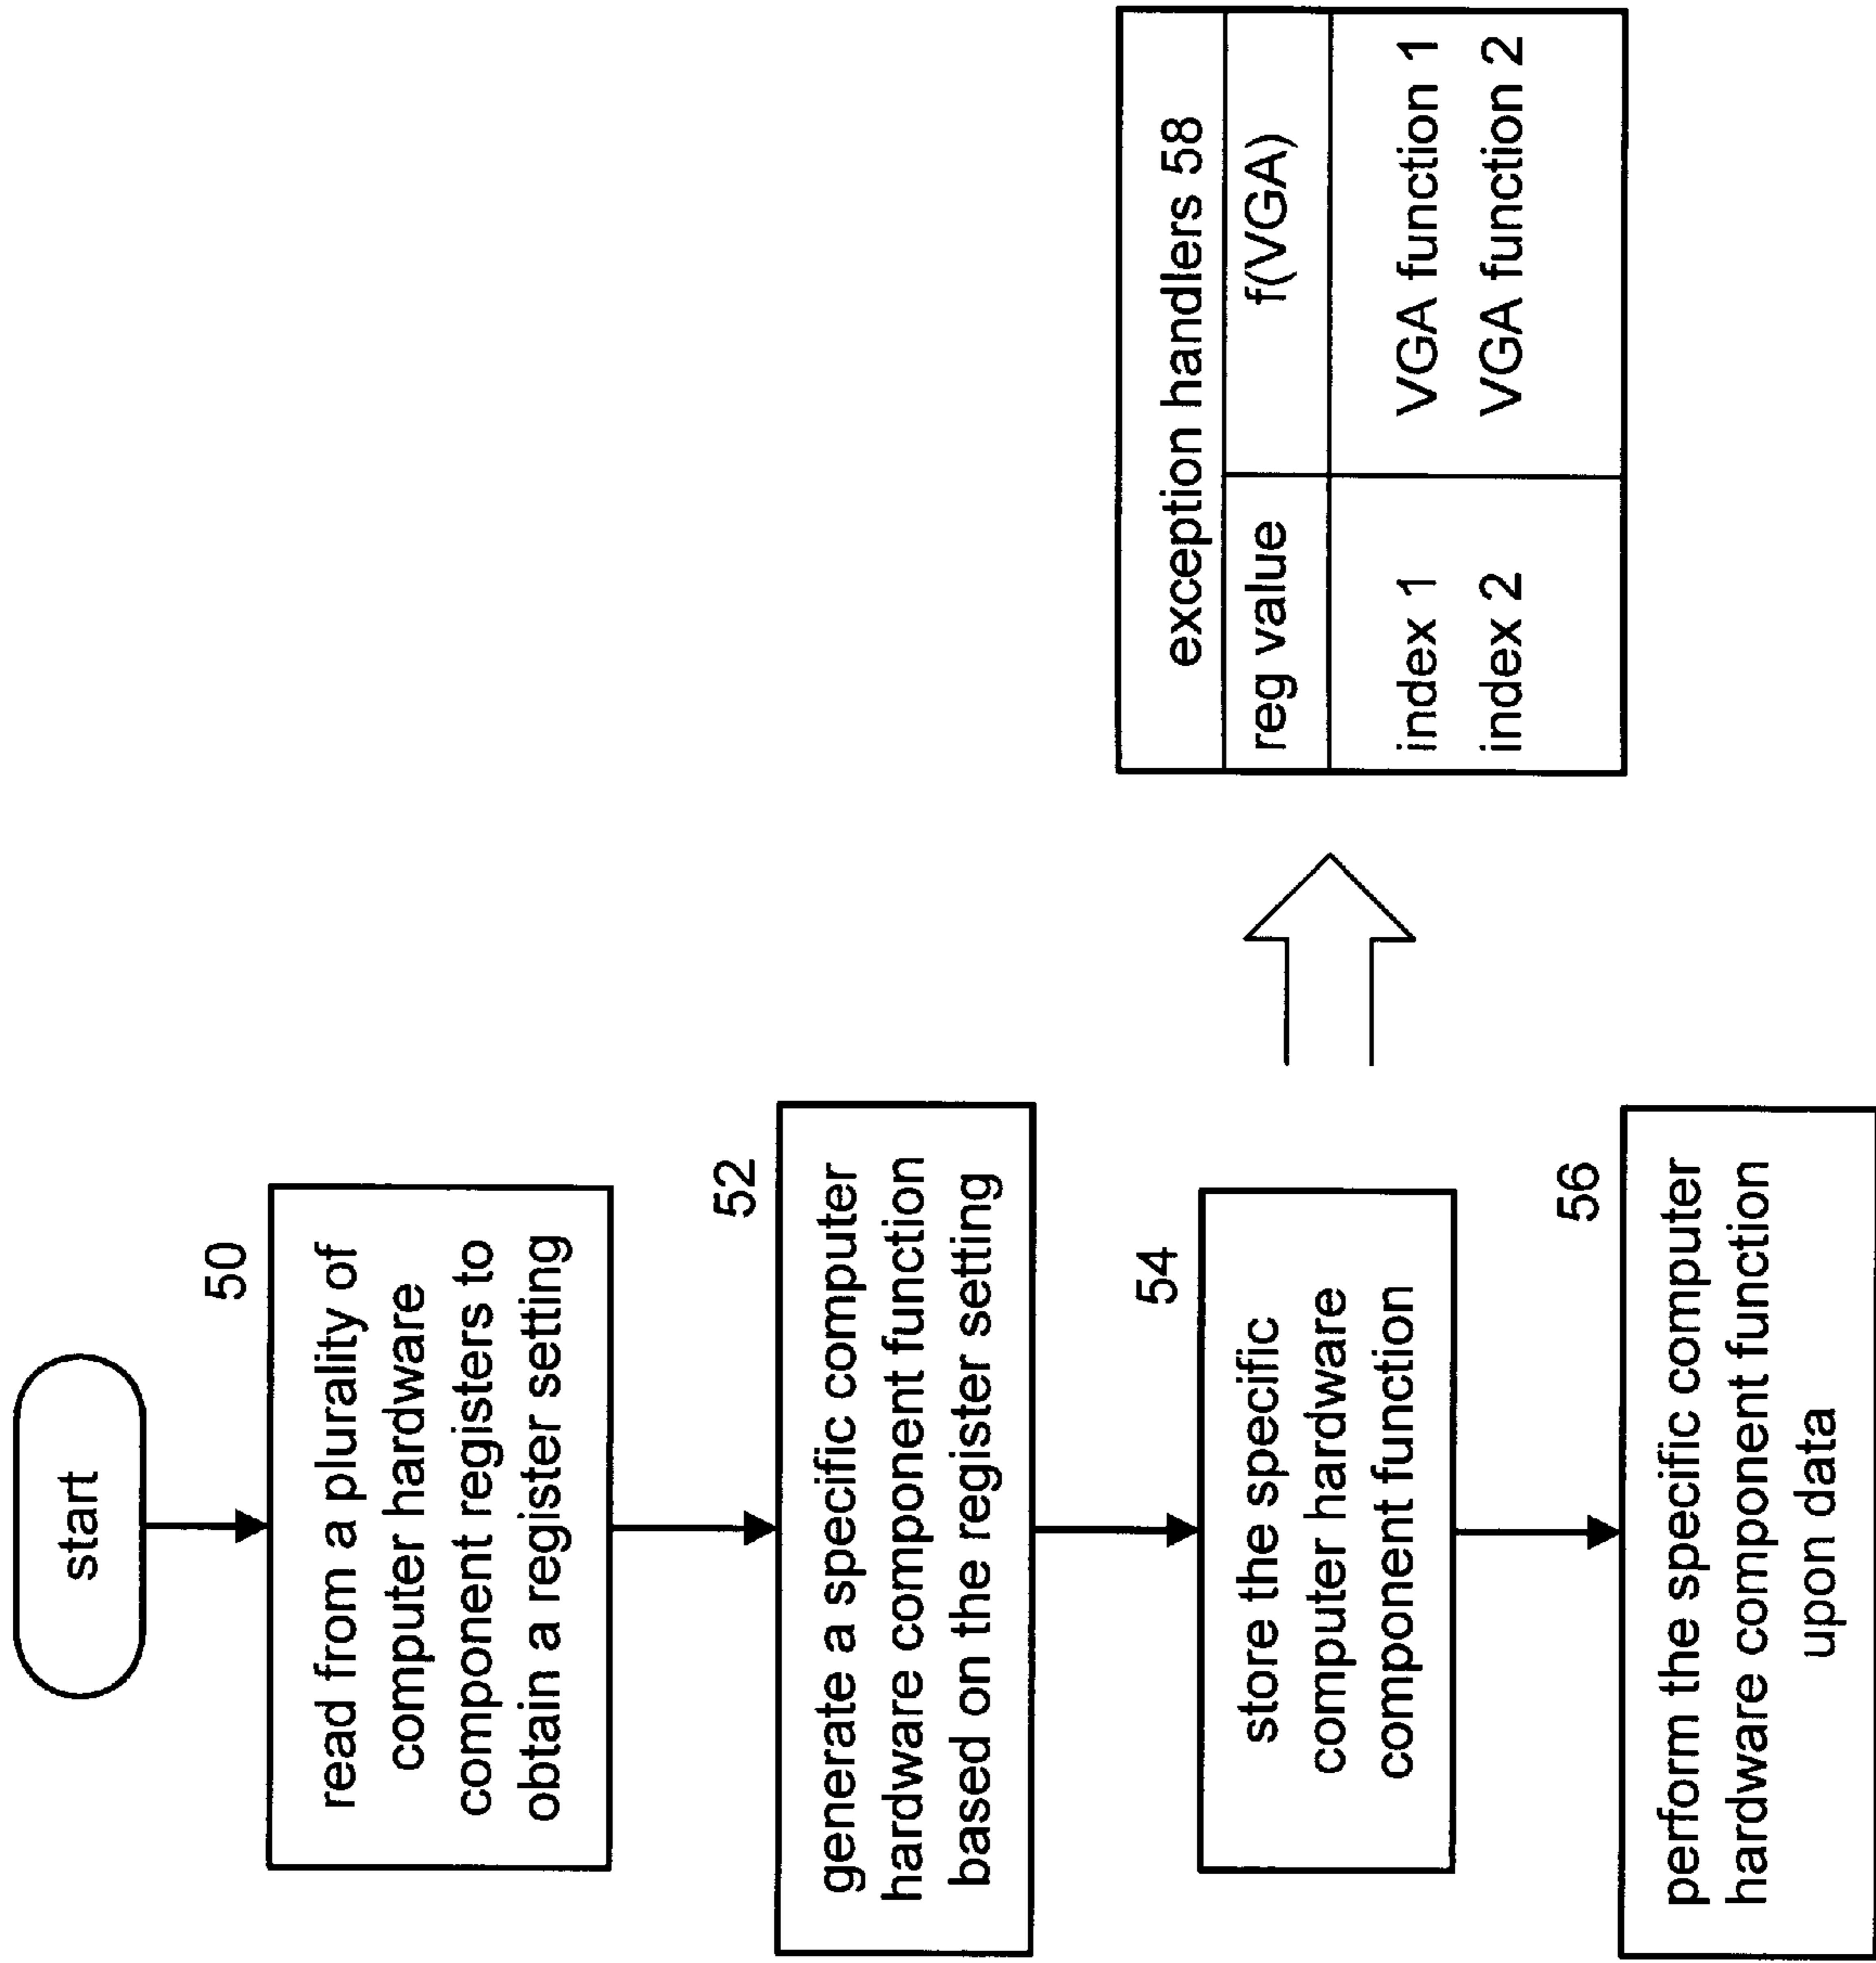 start
50
read from a plurality of
computer hardware
component registers to
obtain a register setting
52
generate a specific computer
hardware component function
based on the register setting
54
store the specific
computer hardware
component function
56
perform the specific computer
hardware component function
upon data
exception handlers 58
reg value f(VGA)
index 1 VGA function 1
index 2 VGA function 2